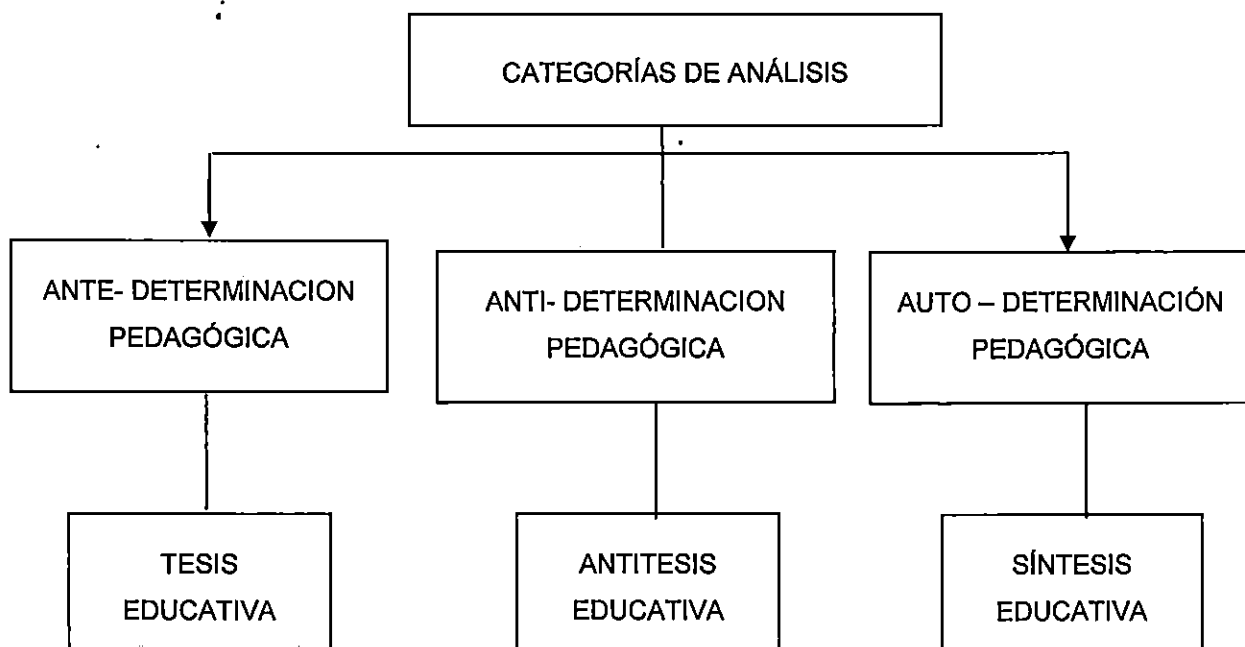 CATEGORÍAS DE ANÁLISIS
ANTE- DETERMINACION
PEDAGÓGICA
ANTI- DETERMINACION
PEDAGÓGICA
AUTO – DETERMINACIÓN
PEDAGÓGICA
TESIS
EDUCATIVA
ANTITESIS
EDUCATIVA
SÍNTESIS
EDUCATIVA